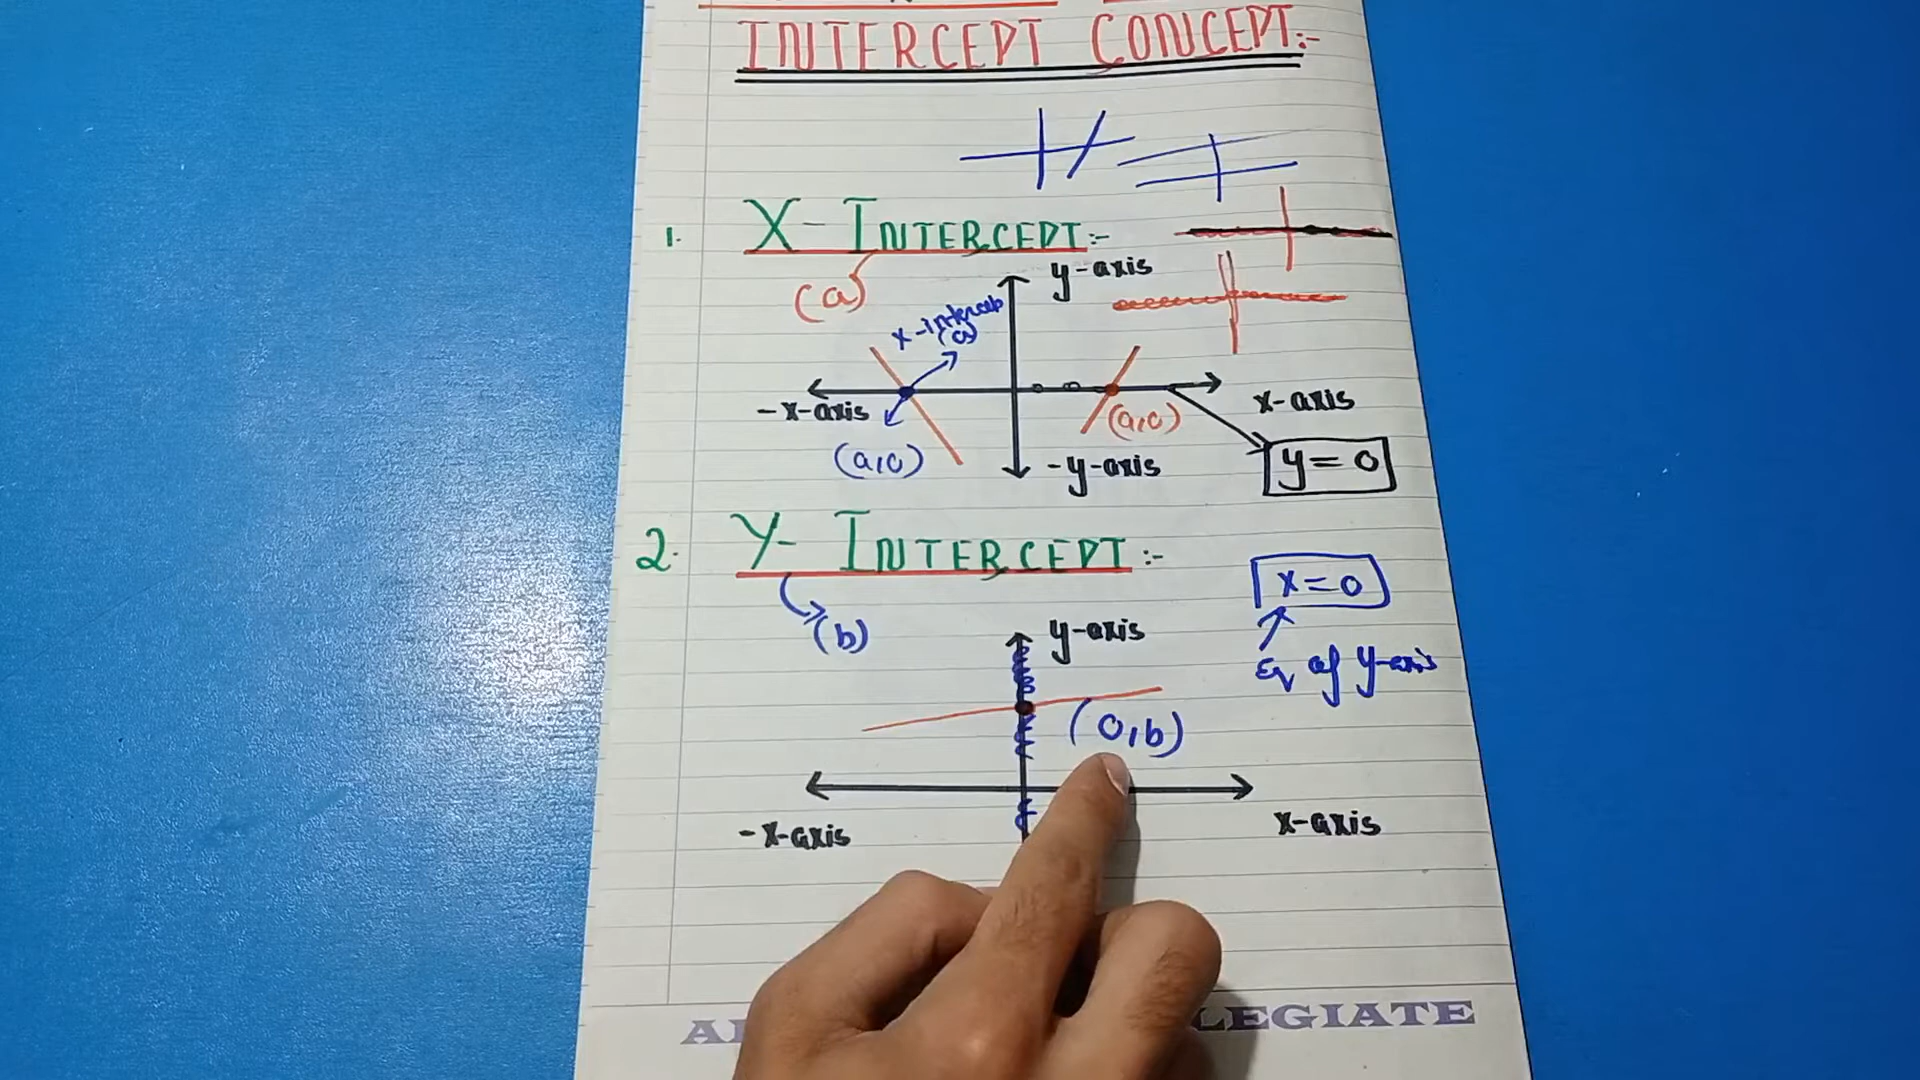 INTERCEPT CONCEPT:-
1. X- INTERCEPT:-
(a)
y-axis
x-intercep
(a)
-x-axis
x-axis
(a,0)
(a,0)
-y-axis
y=0
2. Y- INTERCEPT:-
x=0
(b)
y-axis
Eq of y-axis
(0,b)
-x-axis
x-axis
LEGIATE